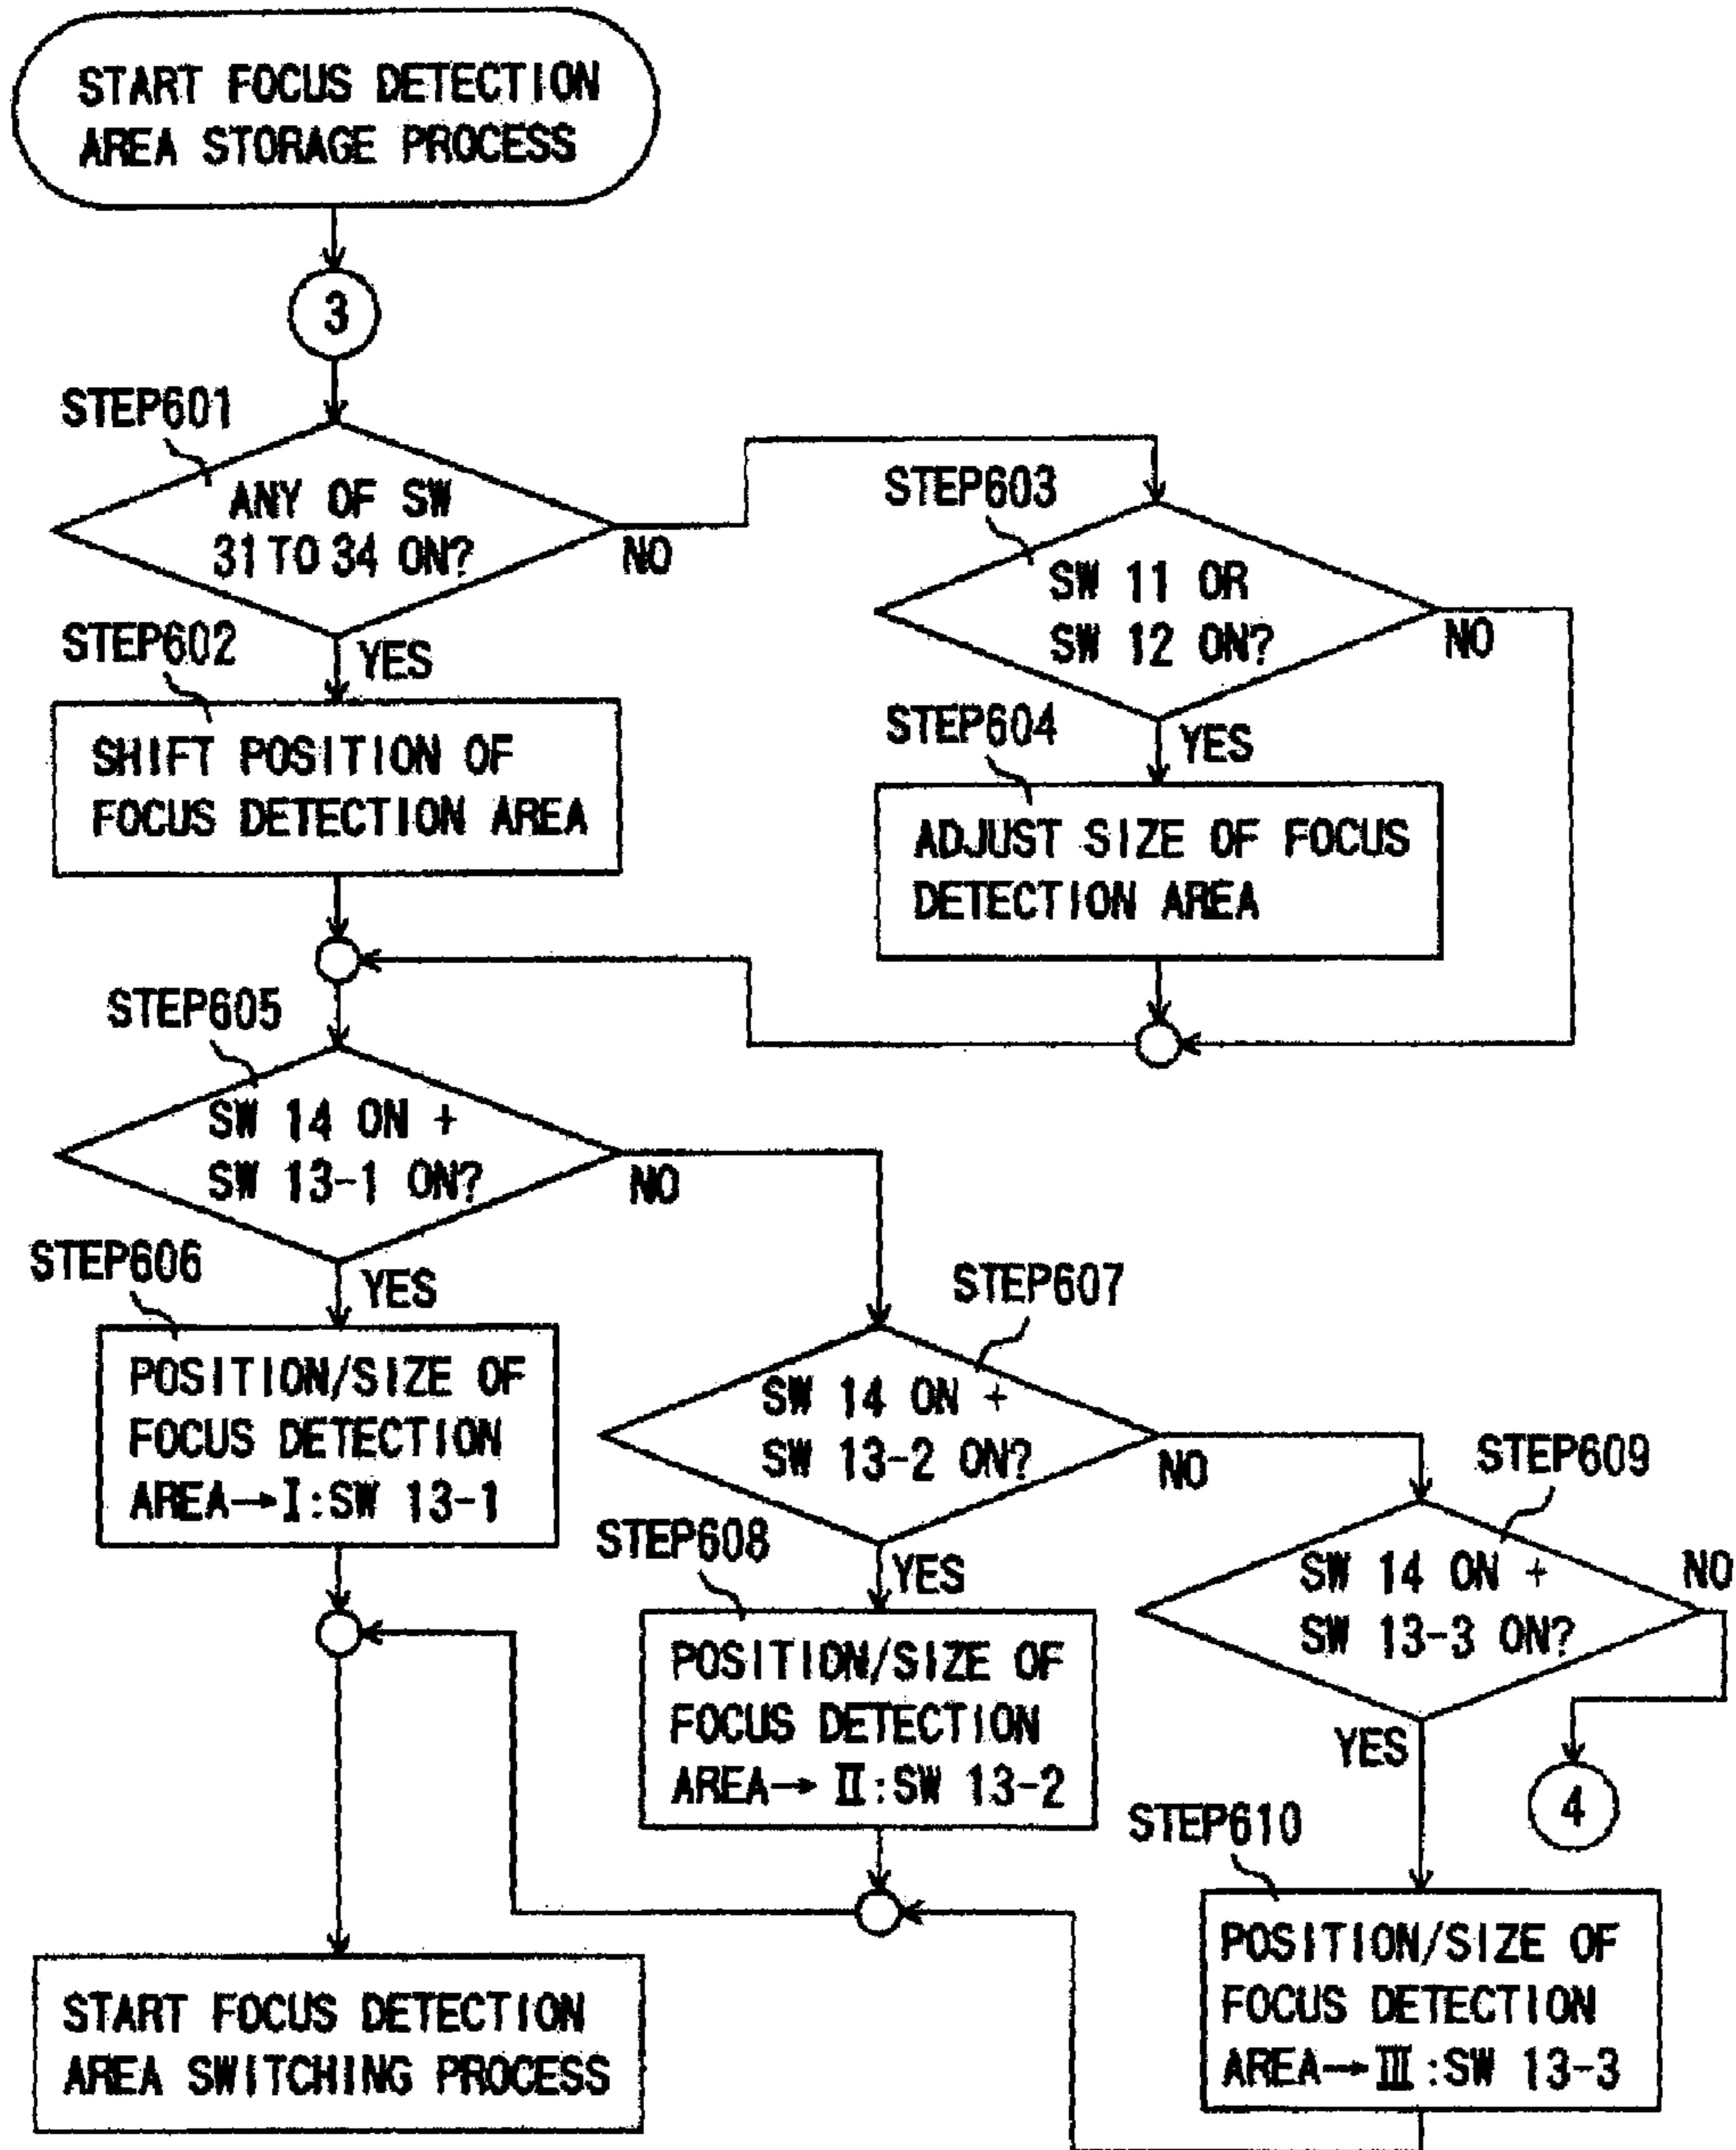 START FOCUS DETECTION
AREA STORAGE PROCESS
3
STEP601
ANY OF SW
31 TO 34 ON?
NO
YES
STEP602
SHIFT POSITION OF
FOCUS DETECTION AREA
STEP603
SW 11 OR
SW 12 ON?
NO
YES
STEP604
ADJUST SIZE OF FOCUS
DETECTION AREA
STEP605
SW 14 ON +
SW 13-1 ON?
NO
YES
STEP606
POSITION/SIZE OF
FOCUS DETECTION
AREA→I:SW 13-1
STEP607
SW 14 ON +
SW 13-2 ON?
NO
YES
STEP608
POSITION/SIZE OF
FOCUS DETECTION
AREA→II:SW 13-2
STEP609
SW 14 ON +
SW 13-3 ON?
NO
YES
4
STEP610
POSITION/SIZE OF
FOCUS DETECTION
AREA→III:SW 13-3
START FOCUS DETECTION
AREA SWITCHING PROCESS